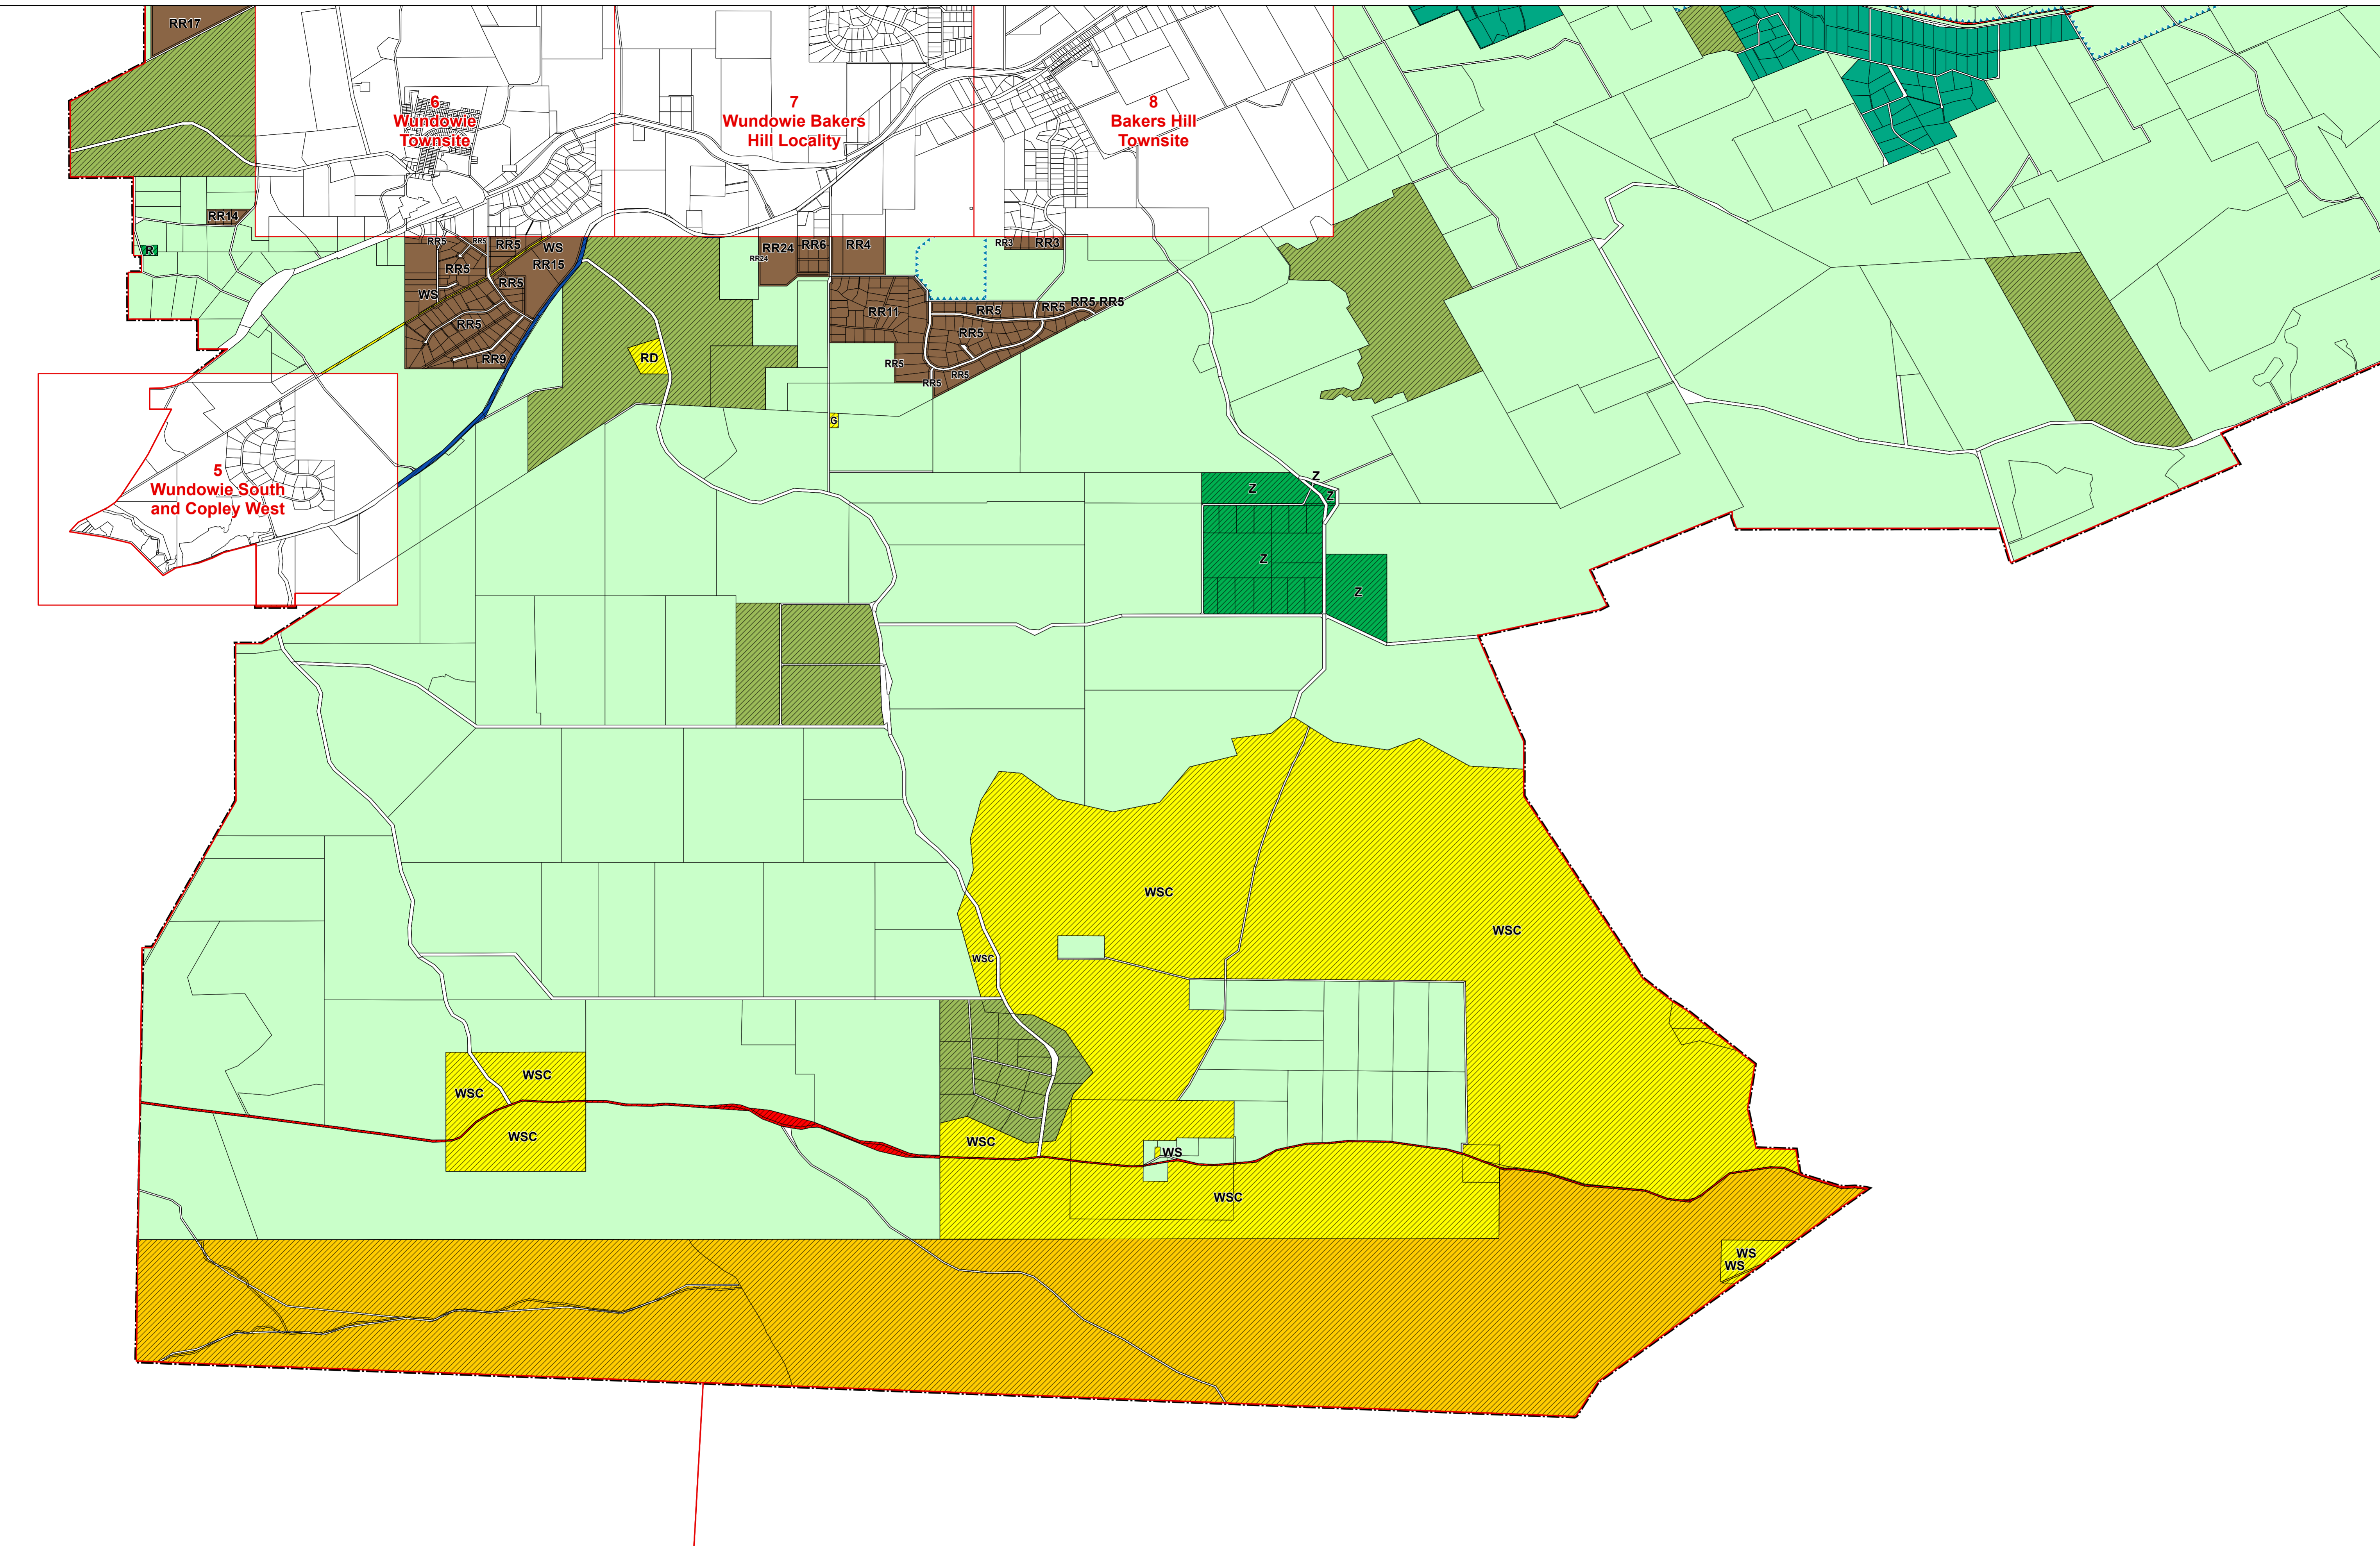 RR17
6
Wundowie
Townsite
7
Wundowie Bakers
Hill Locality
8
Bakers Hill
Townsite
RR14
R
RR5
RR5
RR5
WS
RR15
RR5
RR5
WS
RR5
RR9
RR24
RR24
RR6
RR4
RR3
RR3
RR11
RR5
RR5
RR5 RR5
RR5
RR5
RR5
RR5
RD
G
5
Wundowie South
and Copley West
Z
Z
Z
Z
Z
WSC
WSC
WSC
WSC
WSC
WSC
WSC
WS
WSC
WS
WS